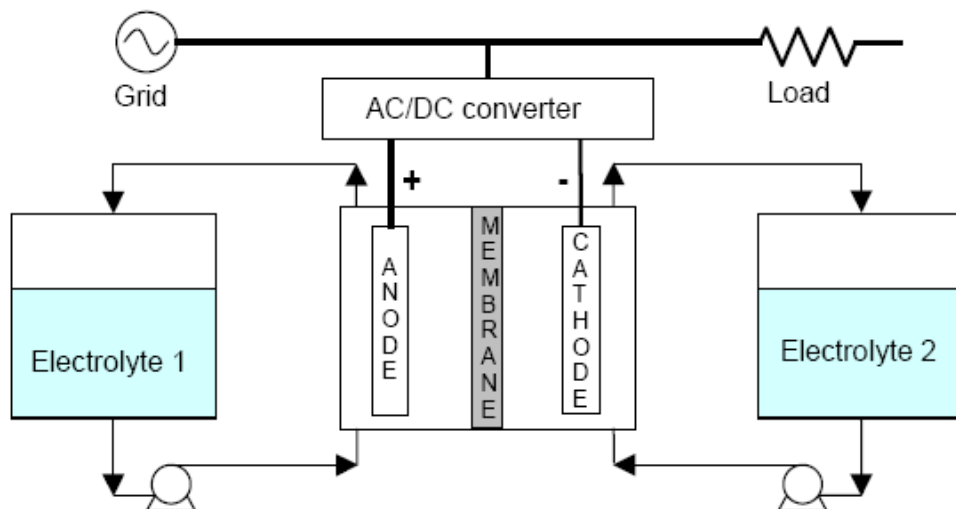 Grid
Load
AC/DC converter
+
-
ANODE
MEMBRANE
CATHODE
Electrolyte 1
Electrolyte 2